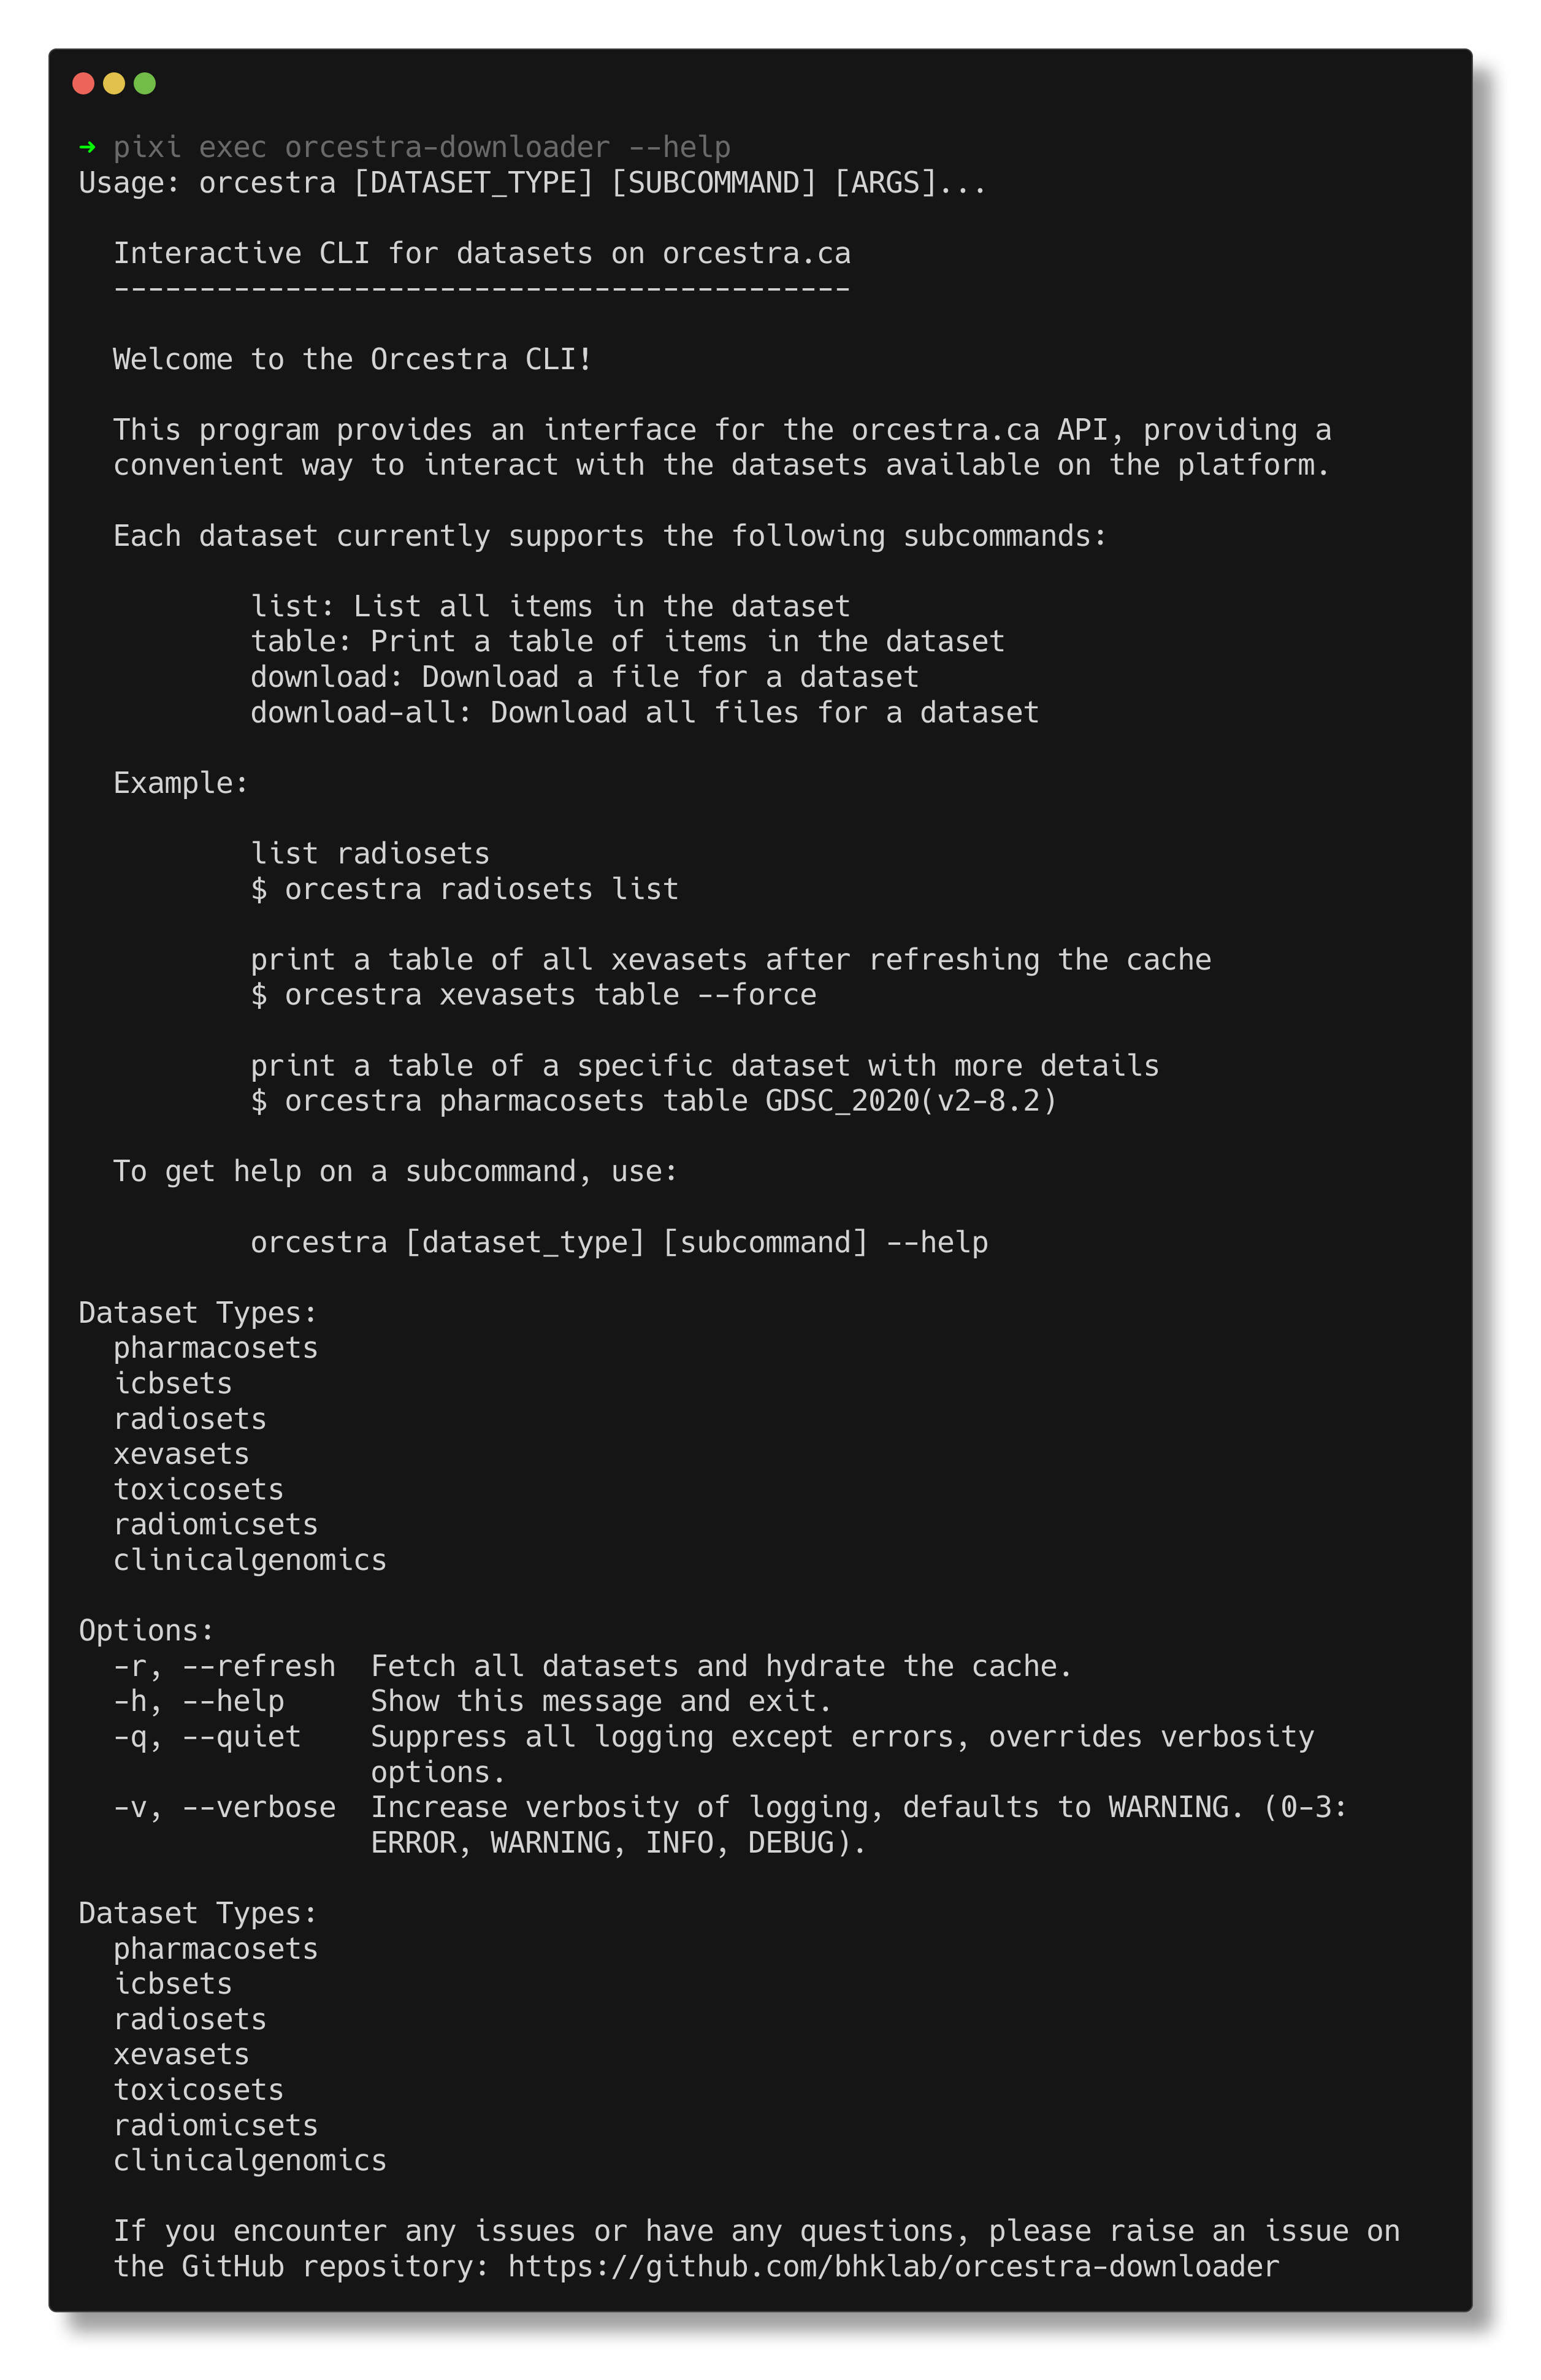 ➜ pixi exec orcestra-downloader --help
Usage: orcestra [DATASET_TYPE] [SUBCOMMAND] [ARGS]...

  Interactive CLI for datasets on orcestra.ca
  -------------------------------------------

  Welcome to the Orcestra CLI!

  This program provides an interface for the orcestra.ca API, providing a
  convenient way to interact with the datasets available on the platform.

  Each dataset currently supports the following subcommands:

          list: List all items in the dataset
          table: Print a table of items in the dataset
          download: Download a file for a dataset
          download-all: Download all files for a dataset

  Example:

          list radiosets
          $ orcestra radiosets list

          print a table of all xevasets after refreshing the cache
          $ orcestra xevasets table --force

          print a table of a specific dataset with more details
          $ orcestra pharmacosets table GDSC_2020(v2-8.2)

  To get help on a subcommand, use:

          orcestra [dataset_type] [subcommand] --help

Dataset Types:
  pharmacosets
  icbsets
  radiosets
  xevasets
  toxicosets
  radiomicsets
  clinicalgenomics

Options:
  -r, --refresh  Fetch all datasets and hydrate the cache.
  -h, --help     Show this message and exit.
  -q, --quiet    Suppress all logging except errors, overrides verbosity
                 options.
  -v, --verbose  Increase verbosity of logging, defaults to WARNING. (0-3:
                 ERROR, WARNING, INFO, DEBUG).

Dataset Types:
  pharmacosets
  icbsets
  radiosets
  xevasets
  toxicosets
  radiomicsets
  clinicalgenomics

  If you encounter any issues or have any questions, please raise an issue on
  the GitHub repository: https://github.com/bhklab/orcestra-downloader